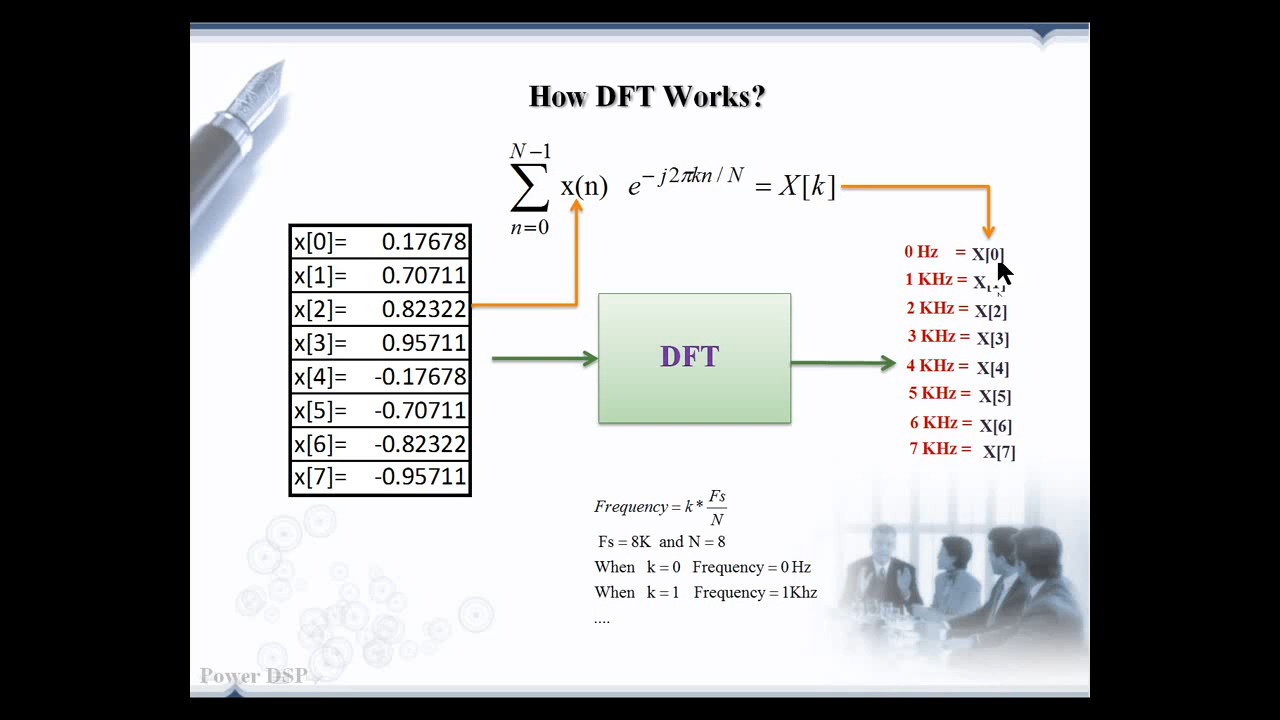 How DFT Works?
N−1
∑ x(n) e^{− j2πkn / N} = X[k]
n=0
x[0]= 0.17678
x[1]= 0.70711
x[2]= 0.82322
x[3]= 0.95711
x[4]= -0.17678
x[5]= -0.70711
x[6]= -0.82322
x[7]= -0.95711
DFT
0 Hz = X[0]
1 KHz = X[1]
2 KHz = X[2]
3 KHz = X[3]
4 KHz = X[4]
5 KHz = X[5]
6 KHz = X[6]
7 KHz = X[7]
Frequency = k * Fs/N
Fs = 8K and N = 8
When k = 0 Frequency = 0 Hz
When k = 1 Frequency = 1Khz
....
Power DSP